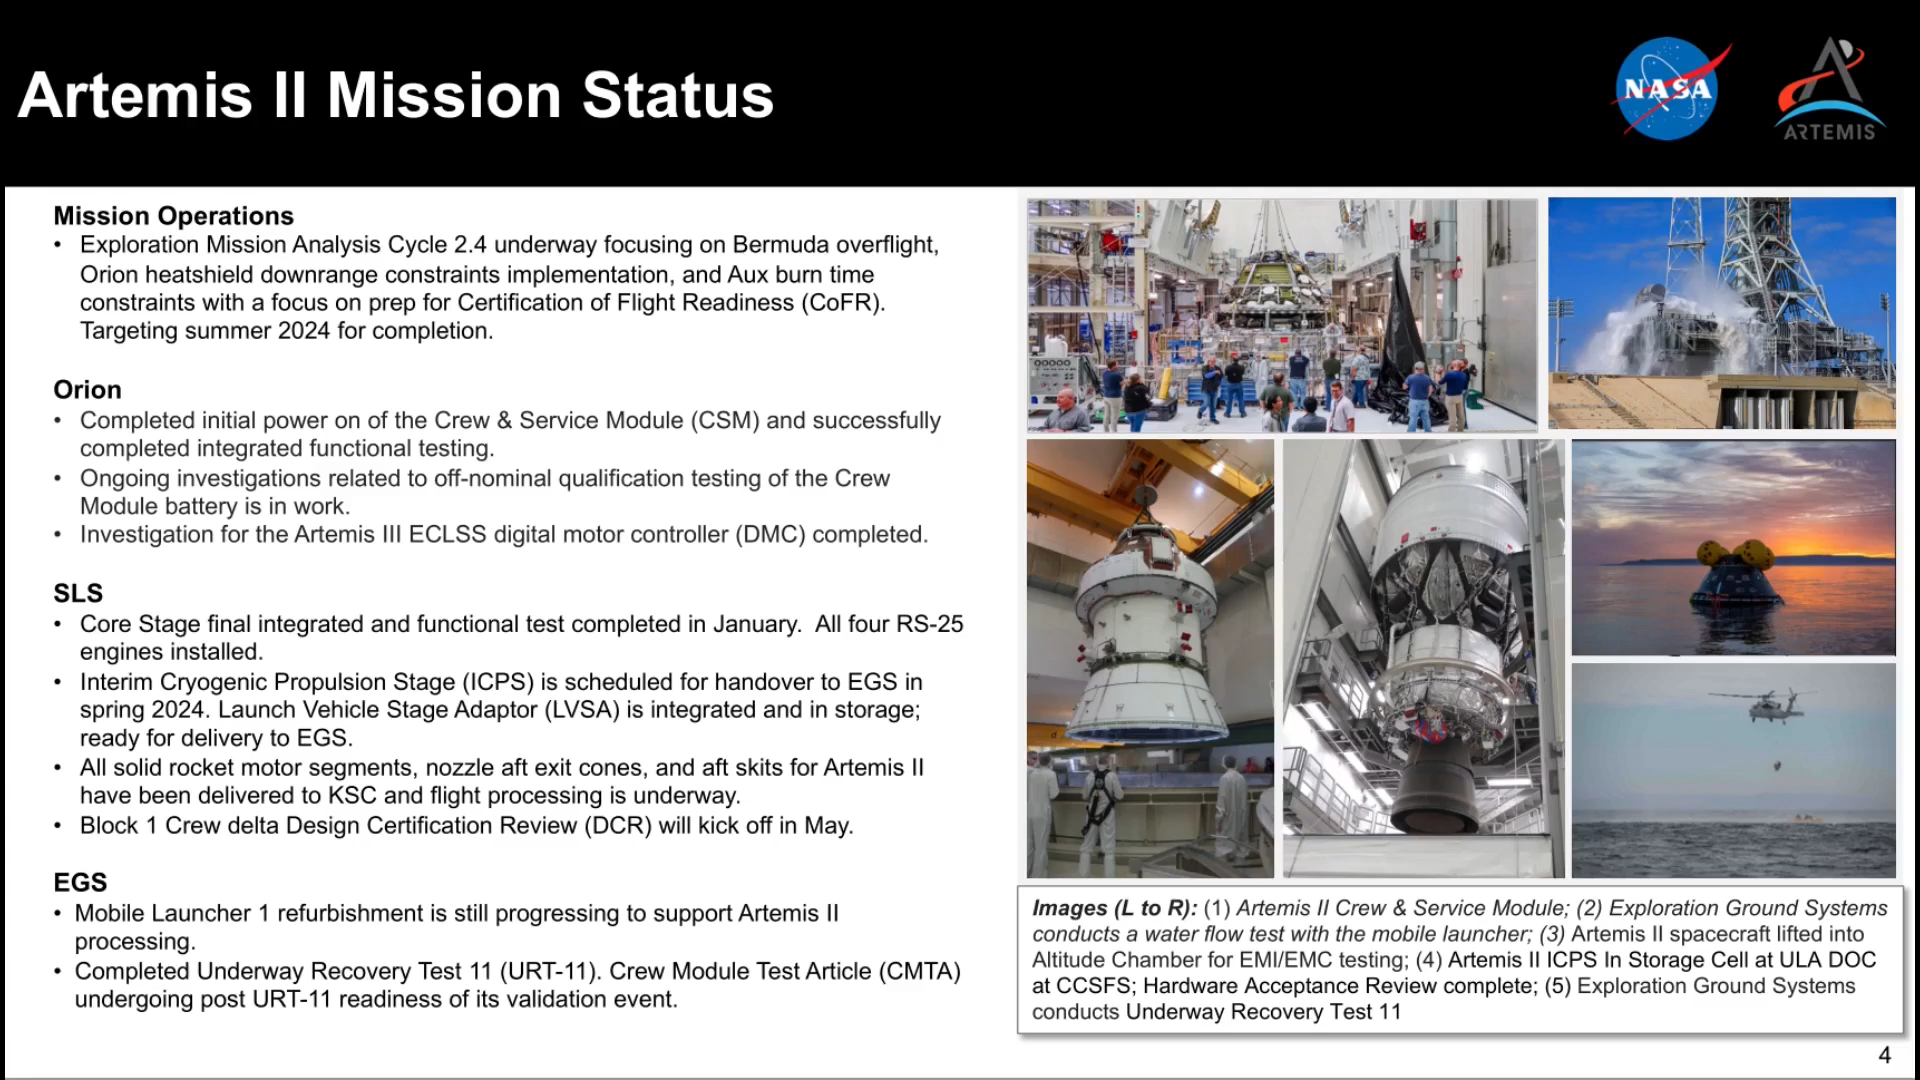 Artemis II Mission Status
NASA
ARTEMIS
Mission Operations
• Exploration Mission Analysis Cycle 2.4 underway focusing on Bermuda overflight,
Orion heatshield downrange constraints implementation, and Aux burn time
constraints with a focus on prep for Certification of Flight Readiness (CoFR).
Targeting summer 2024 for completion.
Orion
• Completed initial power on of the Crew & Service Module (CSM) and successfully
completed integrated functional testing.
• Ongoing investigations related to off-nominal qualification testing of the Crew
Module battery is in work.
• Investigation for the Artemis III ECLSS digital motor controller (DMC) completed.
SLS
• Core Stage final integrated and functional test completed in January.  All four RS-25
engines installed.
• Interim Cryogenic Propulsion Stage (ICPS) is scheduled for handover to EGS in
spring 2024. Launch Vehicle Stage Adaptor (LVSA) is integrated and in storage;
ready for delivery to EGS.
• All solid rocket motor segments, nozzle aft exit cones, and aft skits for Artemis II
have been delivered to KSC and flight processing is underway.
• Block 1 Crew delta Design Certification Review (DCR) will kick off in May.
EGS
• Mobile Launcher 1 refurbishment is still progressing to support Artemis II
processing.
• Completed Underway Recovery Test 11 (URT-11). Crew Module Test Article (CMTA)
undergoing post URT-11 readiness of its validation event.
Images (L to R): (1) Artemis II Crew & Service Module; (2) Exploration Ground Systems
conducts a water flow test with the mobile launcher; (3) Artemis II spacecraft lifted into
Altitude Chamber for EMI/EMC testing; (4) Artemis II ICPS In Storage Cell at ULA DOC
at CCSFS; Hardware Acceptance Review complete; (5) Exploration Ground Systems
conducts Underway Recovery Test 11
4